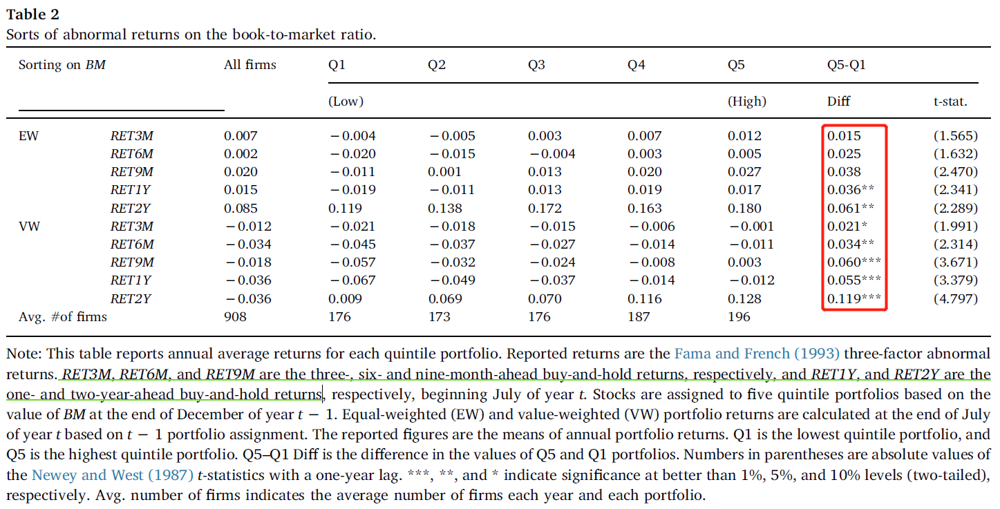 Table 2
Sorts of abnormal returns on the book-to-market ratio.
Sorting on BM All firms Q1 Q2 Q3 Q4 Q5 Q5-Q1
(Low) (High) Diff t-stat.
EW RET3M 0.007 −0.004 −0.005 0.003 0.007 0.012 0.015 (1.565)
RET6M 0.002 −0.020 −0.015 −0.004 0.003 0.005 0.025 (1.632)
RET9M 0.020 −0.011 0.001 0.013 0.020 0.027 0.038 (2.470)
RET1Y 0.015 −0.019 −0.011 0.013 0.019 0.017 0.036** (2.341)
RET2Y 0.085 0.119 0.138 0.172 0.163 0.180 0.061** (2.289)
VW RET3M −0.012 −0.021 −0.018 −0.015 −0.006 −0.001 0.021* (1.991)
RET6M −0.034 −0.045 −0.037 −0.027 −0.014 −0.011 0.034** (2.314)
RET9M −0.018 −0.057 −0.032 −0.024 −0.008 0.003 0.060*** (3.671)
RET1Y −0.036 −0.067 −0.049 −0.037 −0.014 −0.012 0.055*** (3.379)
RET2Y −0.036 0.009 0.069 0.070 0.116 0.128 0.119*** (4.797)
Avg. #of firms 908 176 173 176 187 196
Note: This table reports annual average returns for each quintile portfolio. Reported returns are the Fama and French (1993) three-factor abnormal
returns. RET3M, RET6M, and RET9M are the three-, six- and nine-month-ahead buy-and-hold returns, respectively, and RET1Y, and RET2Y are the
one- and two-year-ahead buy-and-hold returns, respectively, beginning July of year t. Stocks are assigned to five quintile portfolios based on the
value of BM at the end of December of year t − 1. Equal-weighted (EW) and value-weighted (VW) portfolio returns are calculated at the end of July
of year t based on t − 1 portfolio assignment. The reported figures are the means of annual portfolio returns. Q1 is the lowest quintile portfolio, and
Q5 is the highest quintile portfolio. Q5–Q1 Diff is the difference in the values of Q5 and Q1 portfolios. Numbers in parentheses are absolute values of
the Newey and West (1987) t-statistics with a one-year lag. ***, **, and * indicate significance at better than 1%, 5%, and 10% levels (two-tailed),
respectively. Avg. number of firms indicates the average number of firms each year and each portfolio.